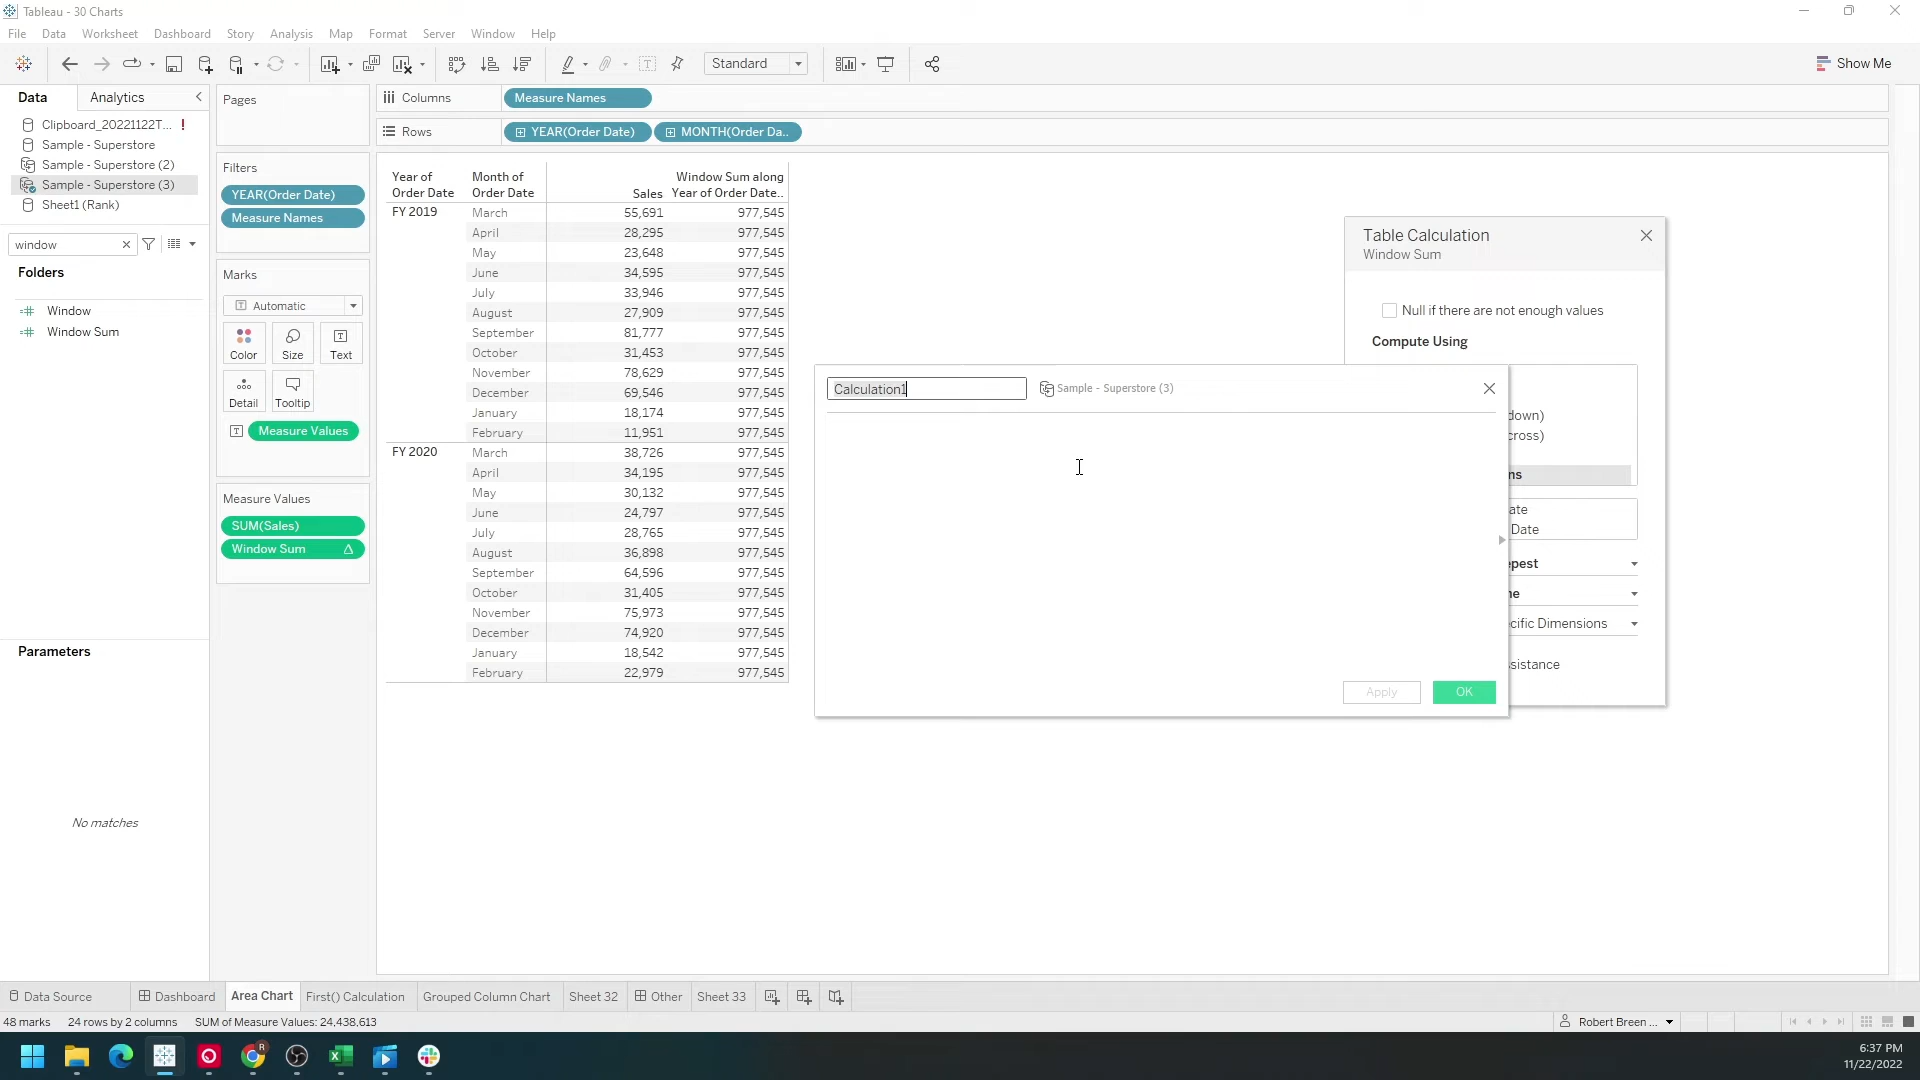 Tableau - 30 Charts
File Data Worksheet Dashboard Story Analysis Map Format Server Window Help
Standard
Show Me
Data Analytics
Clipboard_20221122T... !
Sample - Superstore
Sample - Superstore (2)
Sample - Superstore (3)
Sheet1 (Rank)
window
Folders
Window
Window Sum
Parameters
No matches
Pages
Filters
YEAR(Order Date)
Measure Names
Marks
Automatic
Color Size Text
Detail Tooltip
Measure Values
Measure Values
SUM(Sales)
Window Sum
Columns Measure Names
Rows YEAR(Order Date) MONTH(Order Da..
Year of Month of Window Sum along
Order Date Order Date Sales Year of Order Date..
FY 2019 March 55,691 977,545
April 28,295 977,545
May 23,648 977,545
June 34,595 977,545
July 33,946 977,545
August 27,909 977,545
September 81,777 977,545
October 31,453 977,545
November 78,629 977,545
December 69,546 977,545
January 18,174 977,545
February 11,951 977,545
FY 2020 March 38,726 977,545
April 34,195 977,545
May 30,132 977,545
June 24,797 977,545
July 28,765 977,545
August 36,898 977,545
September 64,596 977,545
October 31,405 977,545
November 75,973 977,545
December 74,920 977,545
January 18,542 977,545
February 22,979 977,545
Table Calculation
Window Sum
Null if there are not enough values
Compute Using
down)
cross)
ns
ate
Date
epest
ne
cific Dimensions
ssistance
Calculation1 Sample - Superstore (3)
Apply OK
Data Source Dashboard Area Chart First() Calculation Grouped Column Chart Sheet 32 Other Sheet 33
48 marks 24 rows by 2 columns SUM of Measure Values: 24,438,613
Robert Breen ...
R
6:37 PM
11/22/2022